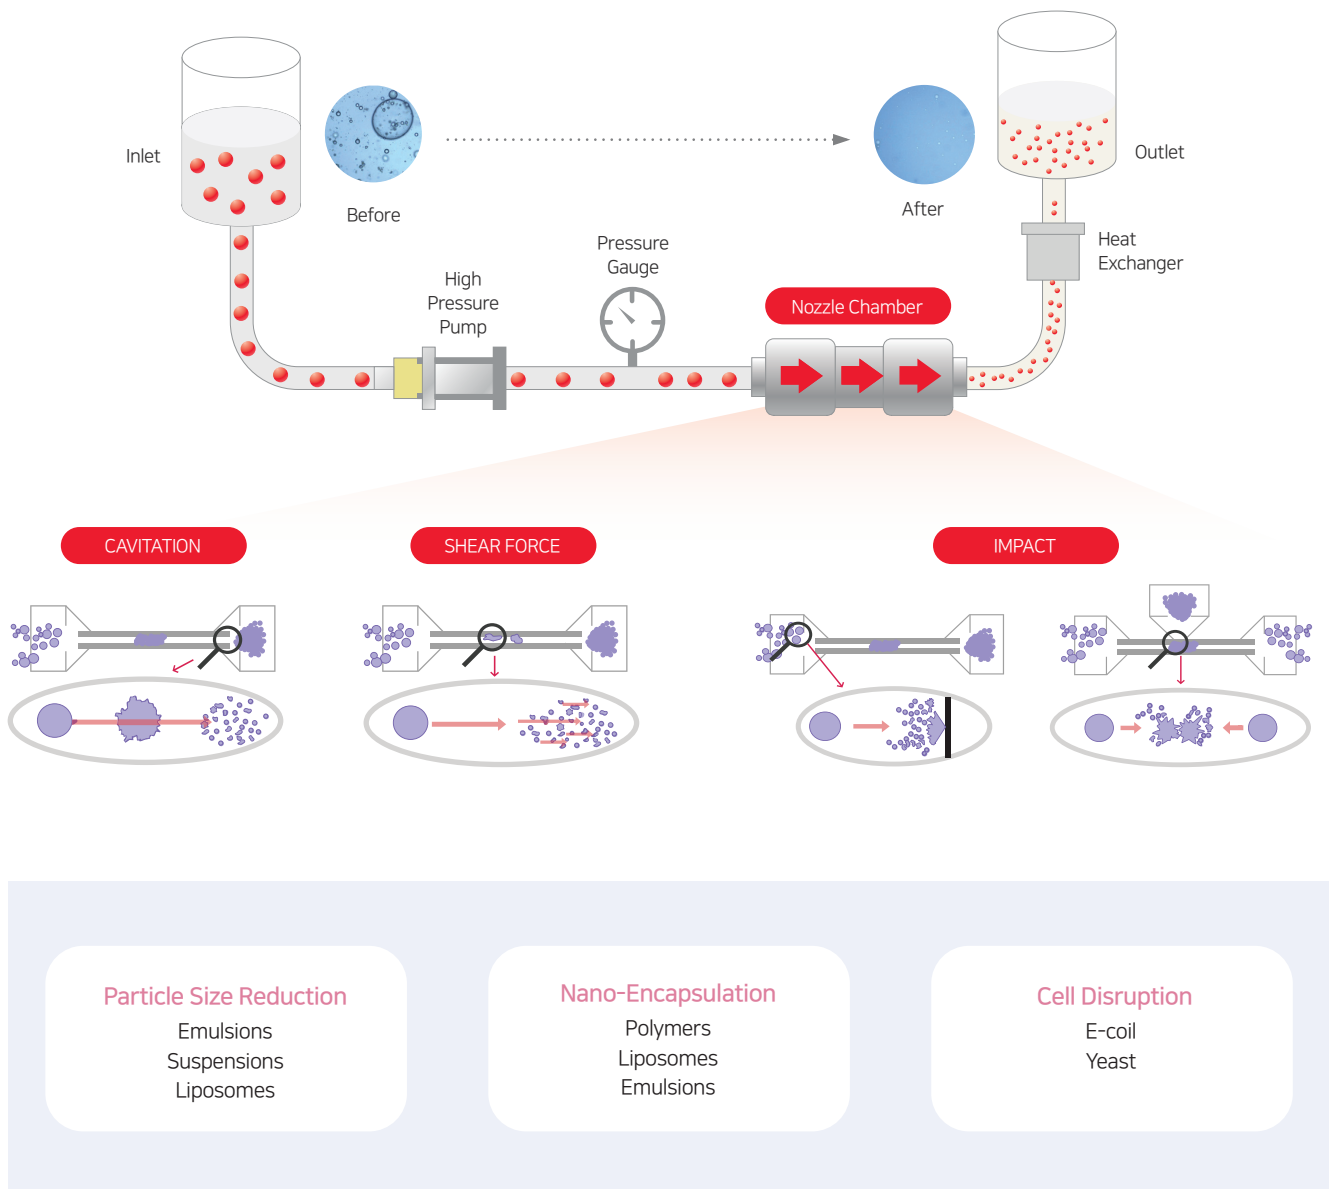 Inlet
Before
After
Outlet
Heat
Exchanger
Pressure
Gauge
High
Pressure
Pump
Nozzle Chamber
CAVITATION
SHEAR FORCE
IMPACT
Particle Size Reduction
Emulsions
Suspensions
Liposomes
Nano-Encapsulation
Polymers
Liposomes
Emulsions
Cell Disruption
E-coil
Yeast